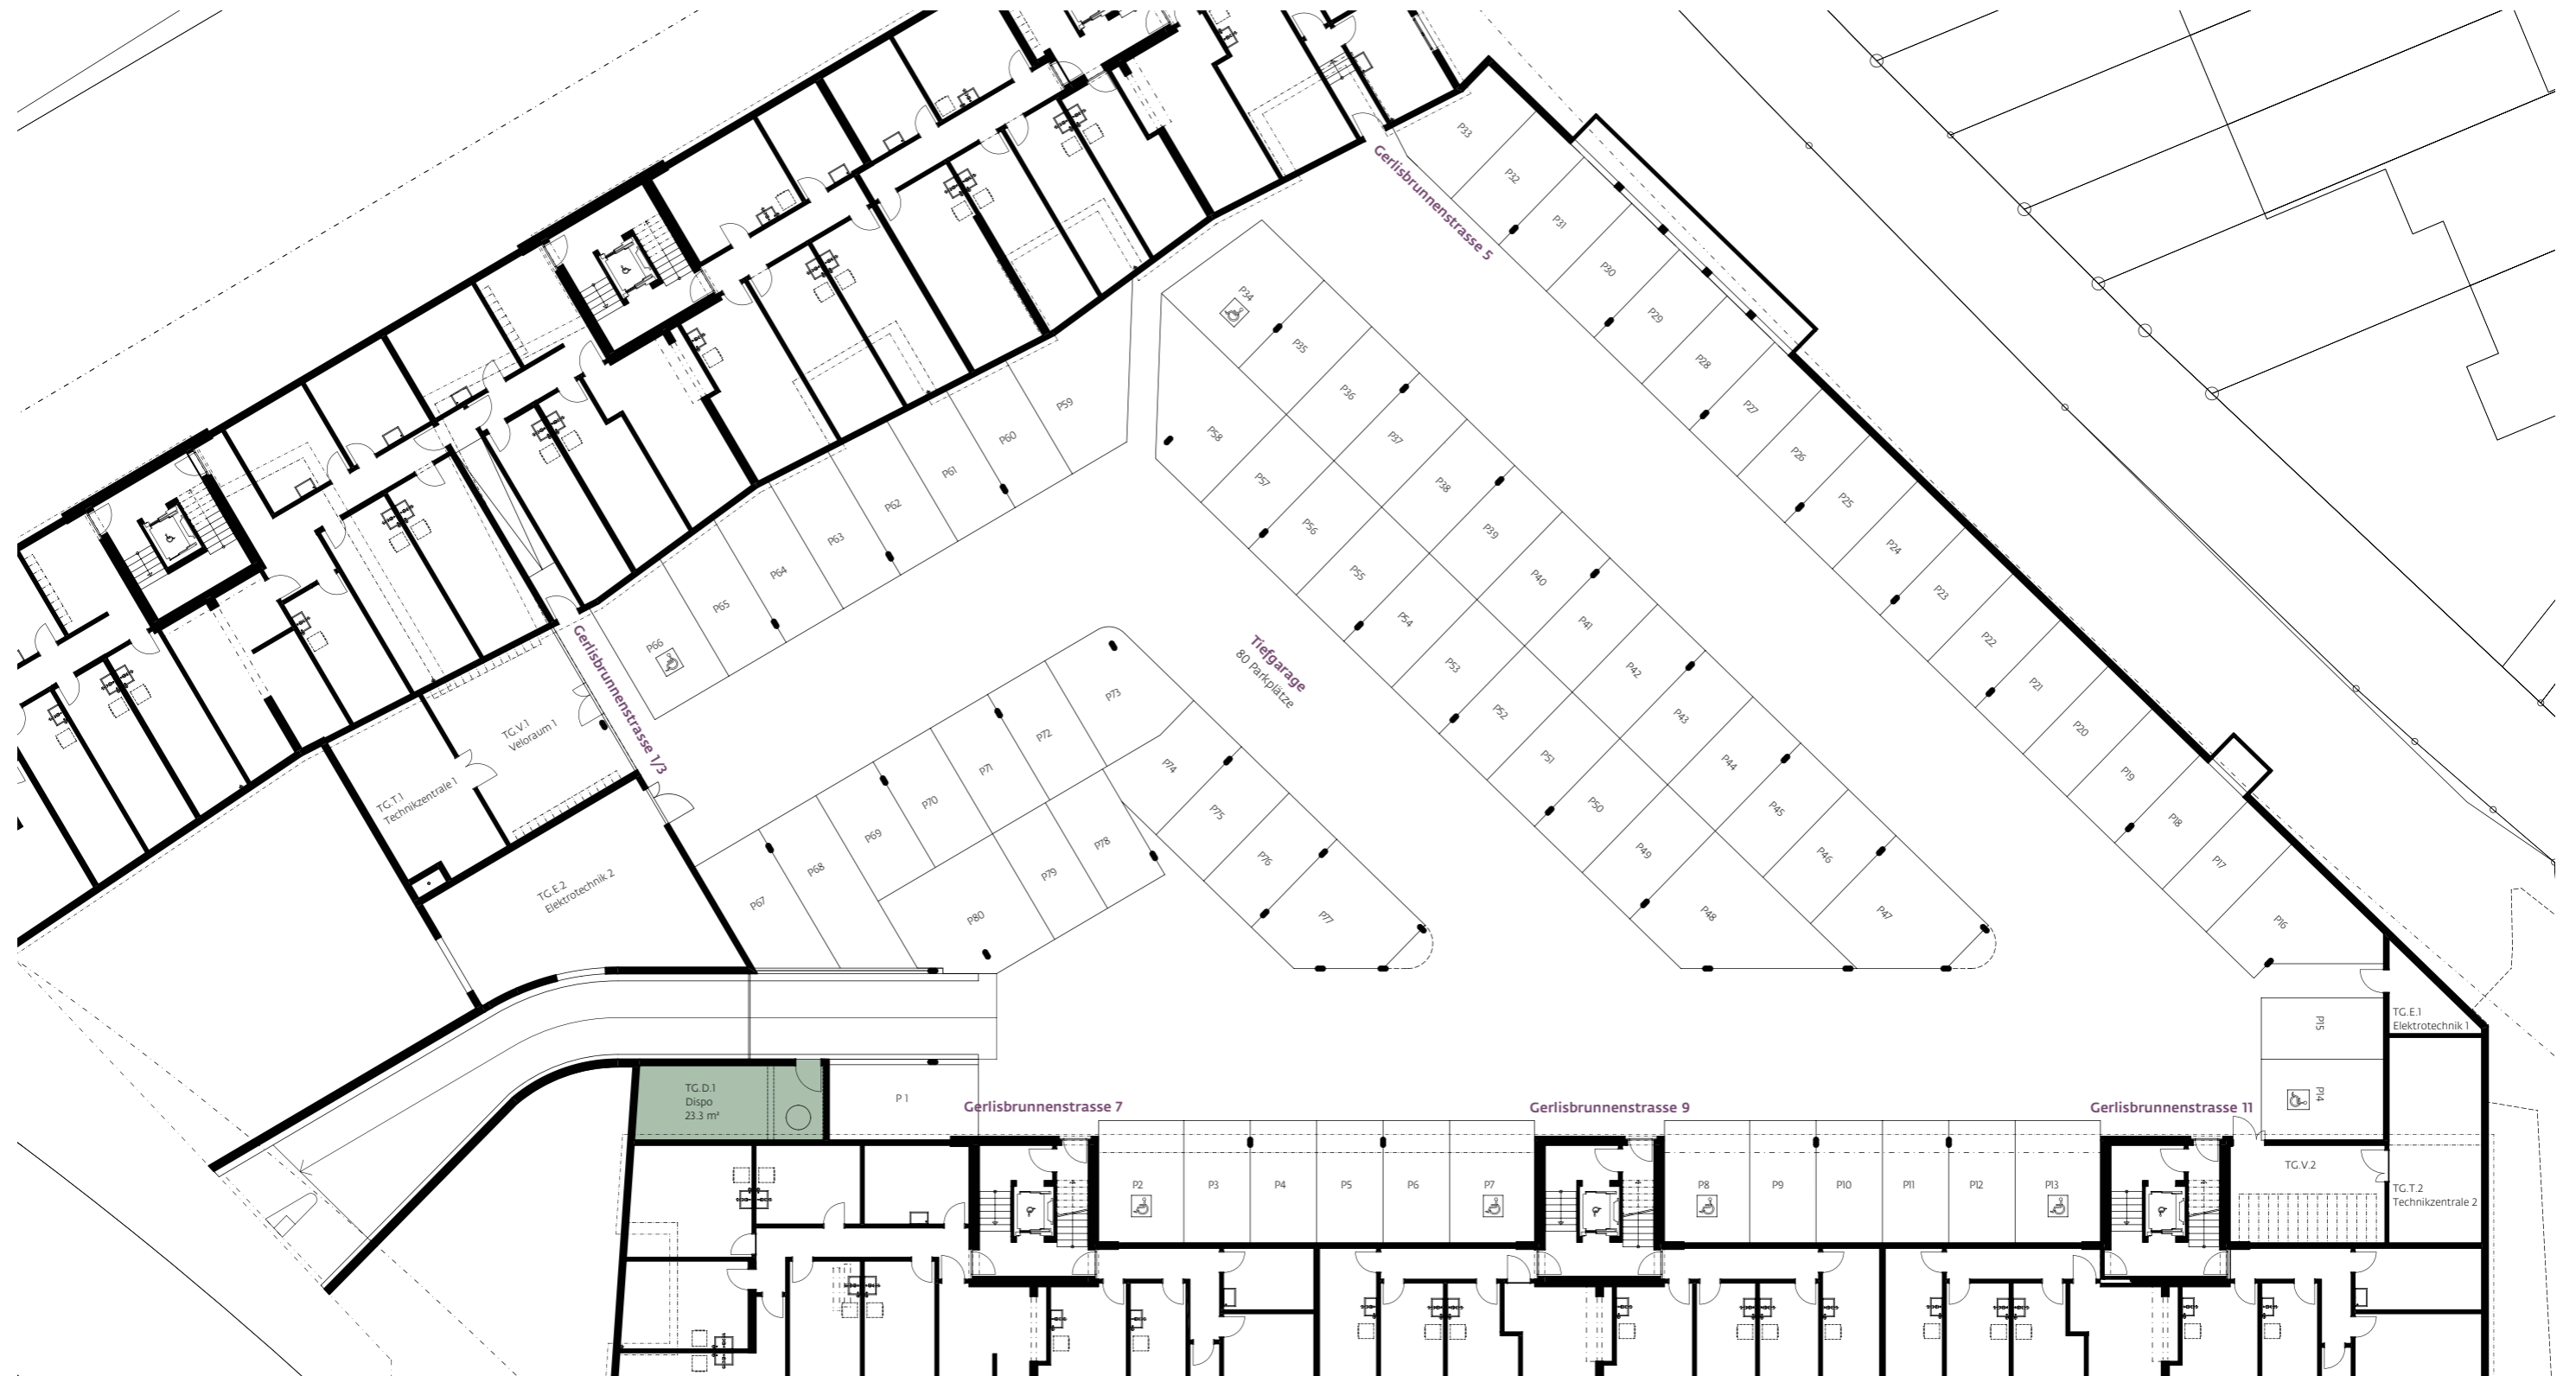 Gerlisbrunnenstrasse 5
P33
P32
P31
P30
P29
P28
P27
P26
P25
P24
P23
P22
P21
P20
P19
P18
P17
P16
P34
P35
P36
P37
P38
P39
P40
P41
P42
P43
P44
P45
P46
P47
P58
P57
P56
P55
P54
P53
P52
P51
P50
P49
P48
P59
P60
P61
P62
P63
P64
P65
P66
Gerlisbrunnenstrasse 1/3
Tiefgarage
80 Parkplätze
P73
P72
P71
P70
P69
P68
P67
P74
P75
P76
P77
P78
P79
P80
TG.V.1
Veloraum 1
TG.T.1
Technikzentrale 1
TG.E.2
Elektrotechnik 2
TG.E.1
Elektrotechnik 1
P15
P14
TG.D.1
Dispo
23.3 m²
P 1
Gerlisbrunnenstrasse 7
Gerlisbrunnenstrasse 9
Gerlisbrunnenstrasse 11
P2
P3
P4
P5
P6
P7
P8
P9
P10
P11
P12
P13
TG.V.2
TG.T.2
Technikzentrale 2